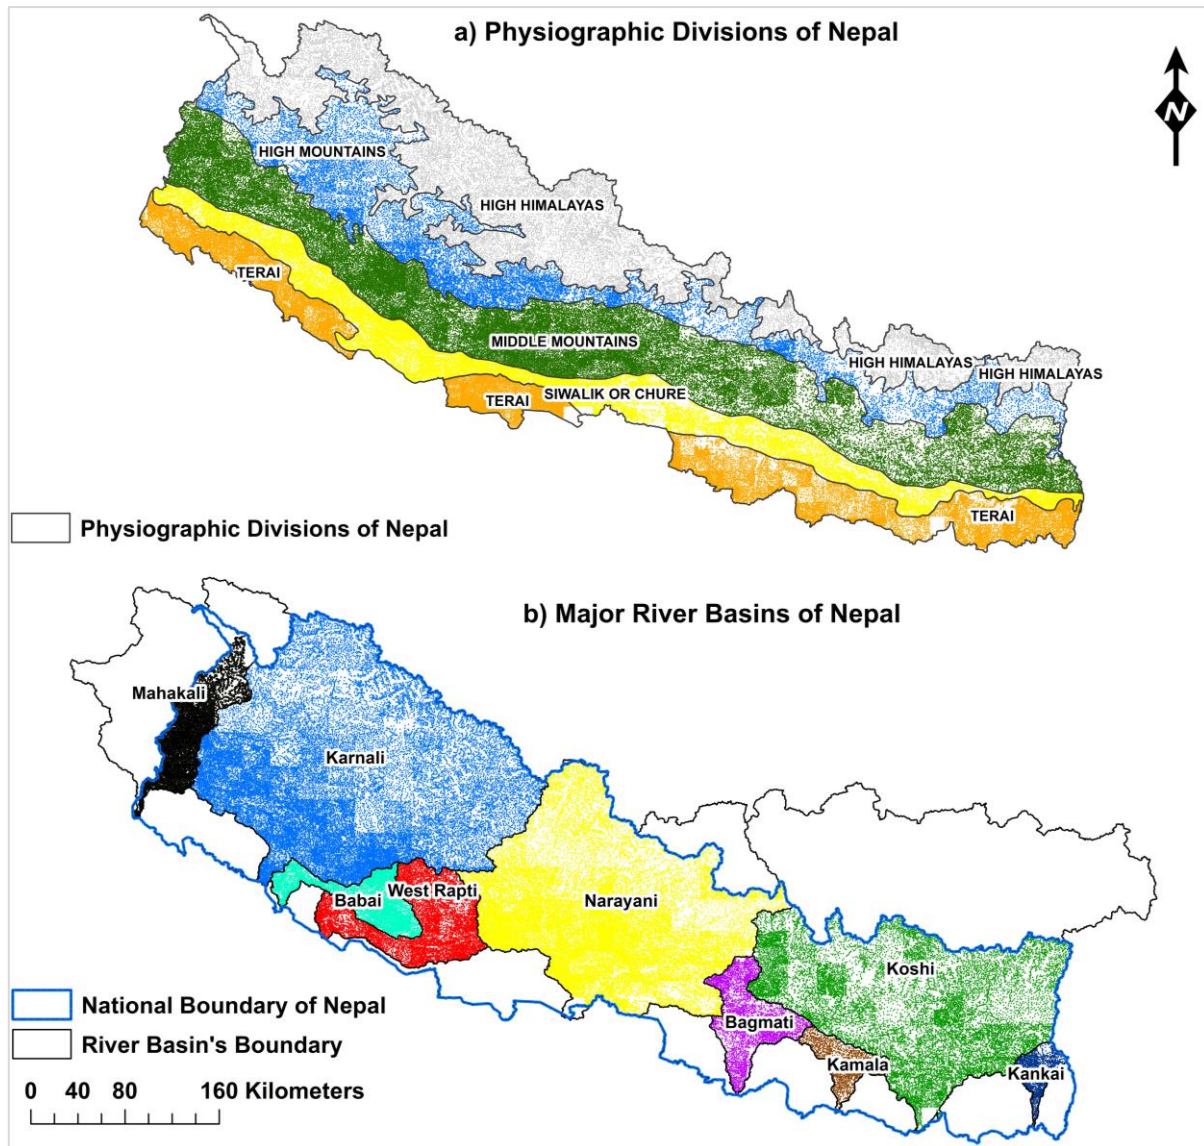 a) Physiographic Divisions of Nepal
N
HIGH MOUNTAINS
HIGH HIMALAYAS
TERAI
MIDDLE MOUNTAINS
HIGH HIMALAYAS
HIGH HIMALAYAS
SIWALIK OR CHURE
TERAI
TERAI
Physiographic Divisions of Nepal
b) Major River Basins of Nepal
Mahakali
Karnali
West Rapti
Babai
Narayani
Koshi
Bagmati
Kamala
Kankai
National Boundary of Nepal
River Basin's Boundary
0 40 80 160 Kilometers